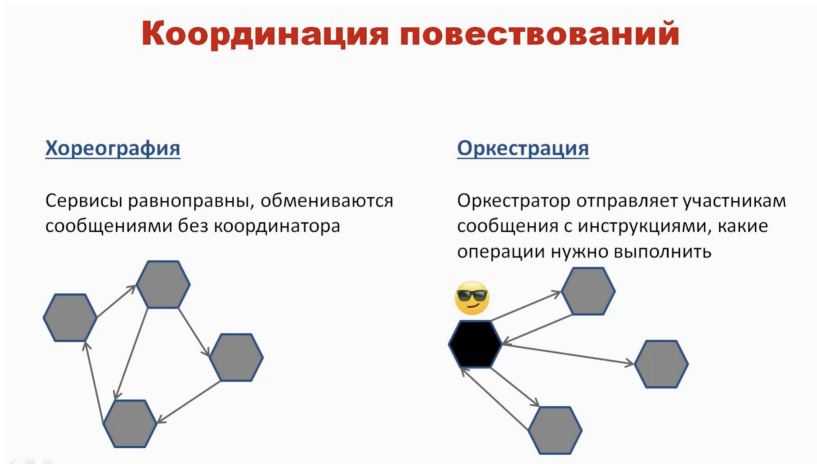 Координация повествований
Хореография
Сервисы равноправны, обмениваются
сообщениями без координатора
Оркестрация
Оркестратор отправляет участникам
сообщения с инструкциями, какие
операции нужно выполнить